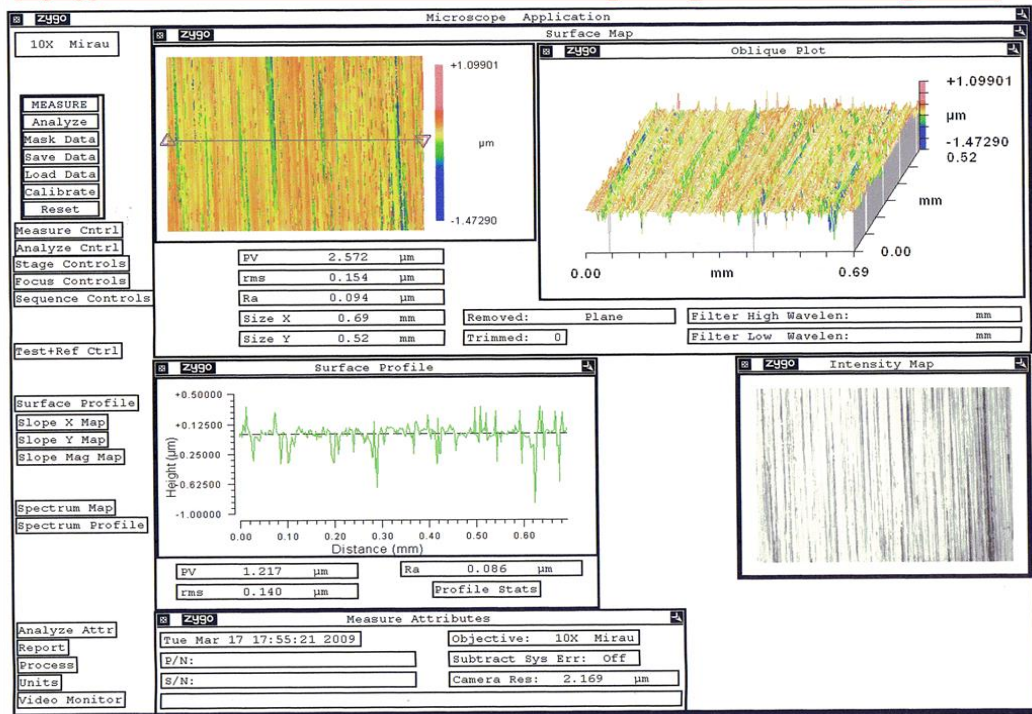 zygo Microscope Application
10X Mirau
MEASURE
Analyze
Mask Data
Save Data
Load Data
Calibrate
Reset
Measure Cntrl
Analyze Cntrl
Stage Controls
Focus Controls
Sequence Controls
Test+Ref Ctrl
Surface Profile
Slope X Map
Slope Y Map
Slope Mag Map
Spectrum Map
Spectrum Profile
Analyze Attr
Report
Process
Units
Video Monitor
zygo Surface Map
+1.09901
µm
-1.47290
zygo Oblique Plot
+1.09901
µm
-1.47290
0.52
mm
0.00
0.00 mm 0.69
PV 2.572 µm
rms 0.154 µm
Ra 0.094 µm
Size X 0.69 mm
Size Y 0.52 mm
Removed: Plane
Trimmed: 0
Filter High Wavelen: mm
Filter Low Wavelen: mm
zygo Surface Profile
+0.50000
+0.12500
-0.25000
-0.62500
-1.00000
Height (µm)
0.00 0.10 0.20 0.30 0.40 0.50 0.60
Distance (mm)
PV 1.217 µm
rms 0.140 µm
Ra 0.086 µm
Profile Stats
zygo Intensity Map
zygo Measure Attributes
Tue Mar 17 17:55:21 2009
P/N:
S/N:
Objective: 10X Mirau
Subtract Sys Err: Off
Camera Res: 2.169 µm